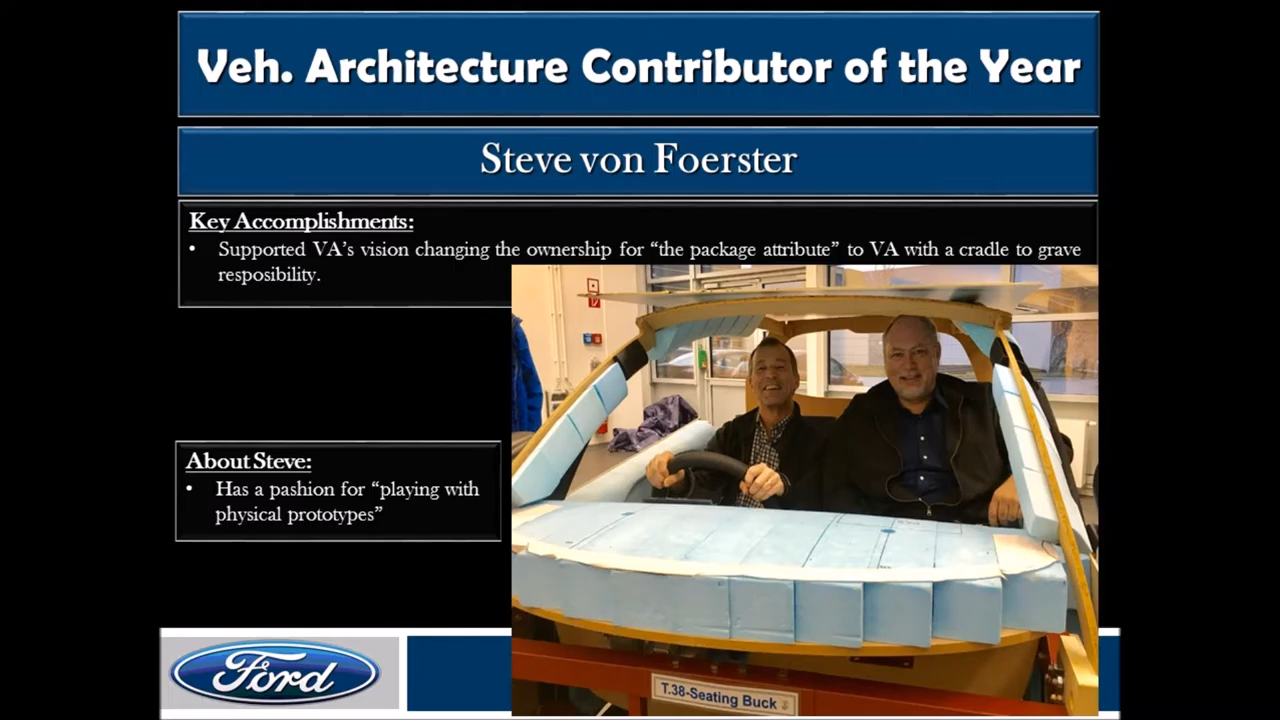 Veh. Architecture Contributor of the Year
Steve von Foerster
Key Accomplishments:
• Supported VA's vision changing the ownership for “the package attribute” to VA with a cradle to grave
resposibility.
About Steve:
• Has a pashion for “playing with
physical prototypes”
Ford
T.38-Seating Buck